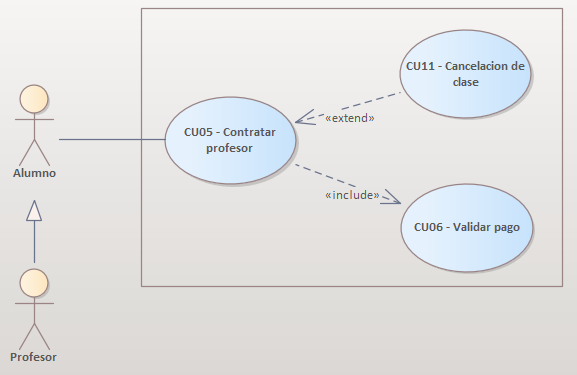 CU11 - Cancelacion de
clase
«extend»
CU05 - Contratar
profesor
Alumno
«include»
CU06 - Validar pago
Profesor